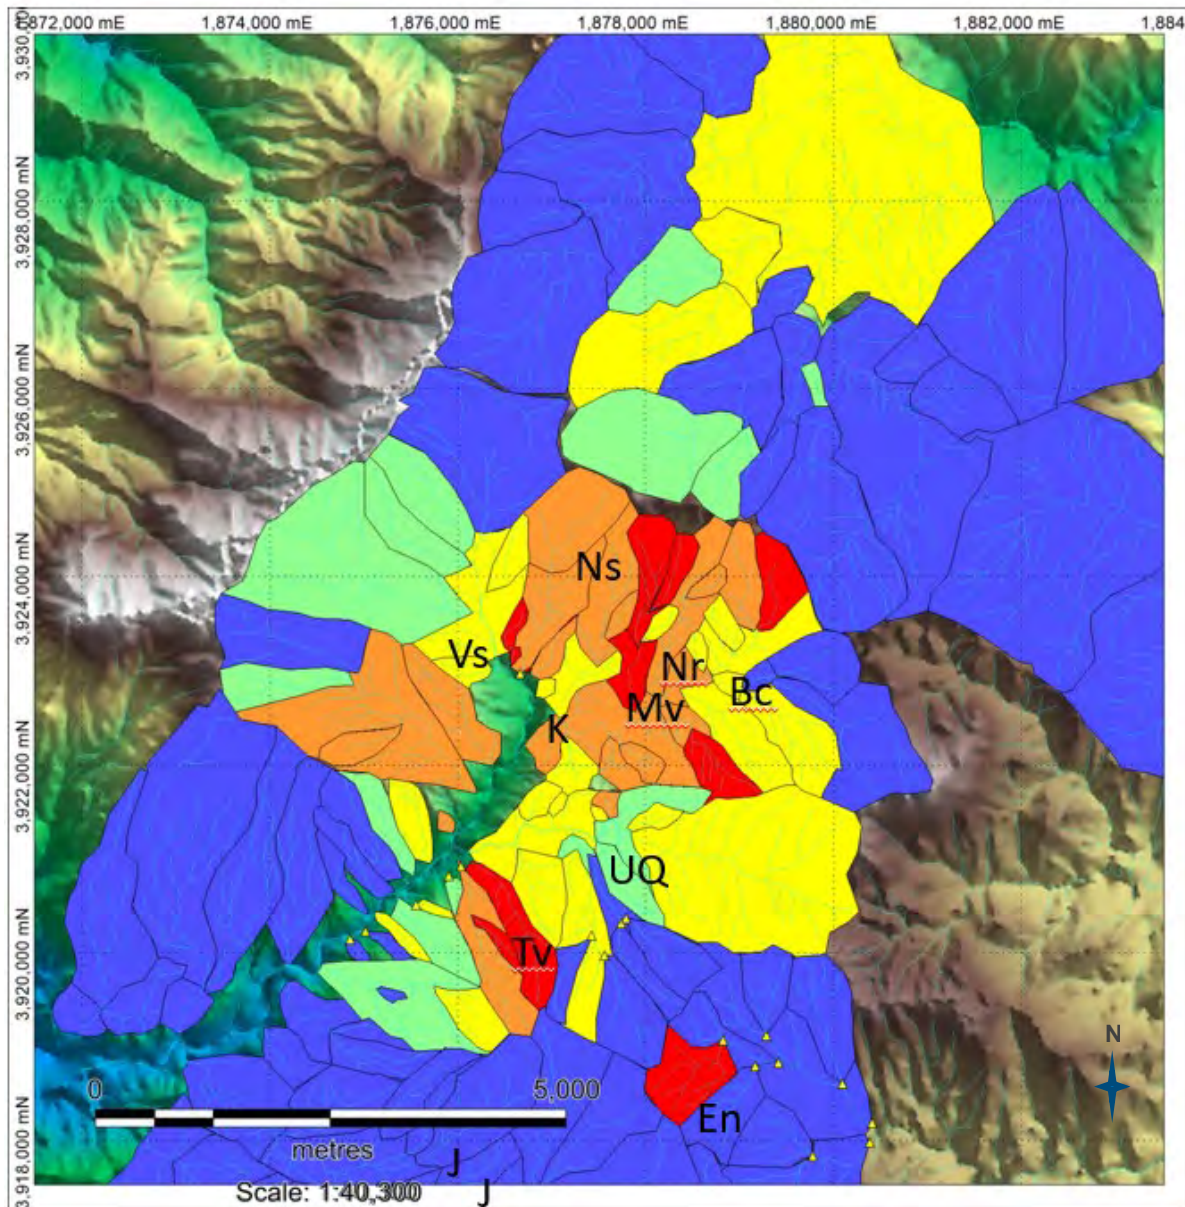 1,872,000 mE 1,874,000 mE 1,876,000 mE 1,878,000 mE 1,880,000 mE 1,882,000 mE 1,884
3,930,0
3,928,000 mN
3,926,000 mN
3,924,000 mN
3,922,000 mN
3,920,000 mN
3,918,000 mN
Ns
Vs
Nr
Bc
Mv
K
UQ
Tv
N
En
0 5,000
metres
J
Scale: 1:40,300
J